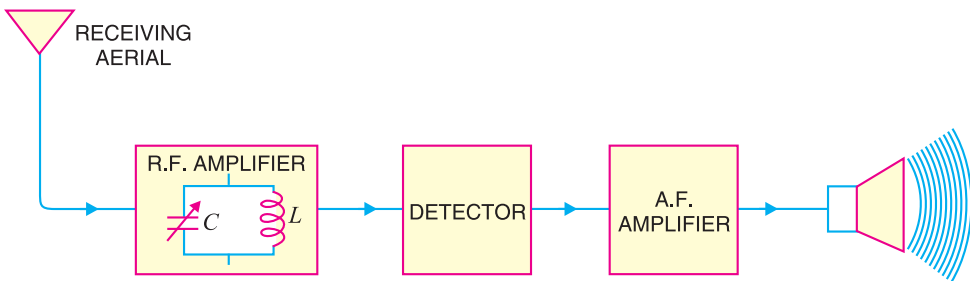 RECEIVING
AERIAL
R.F. AMPLIFIER
C
L
DETECTOR
A.F.
AMPLIFIER